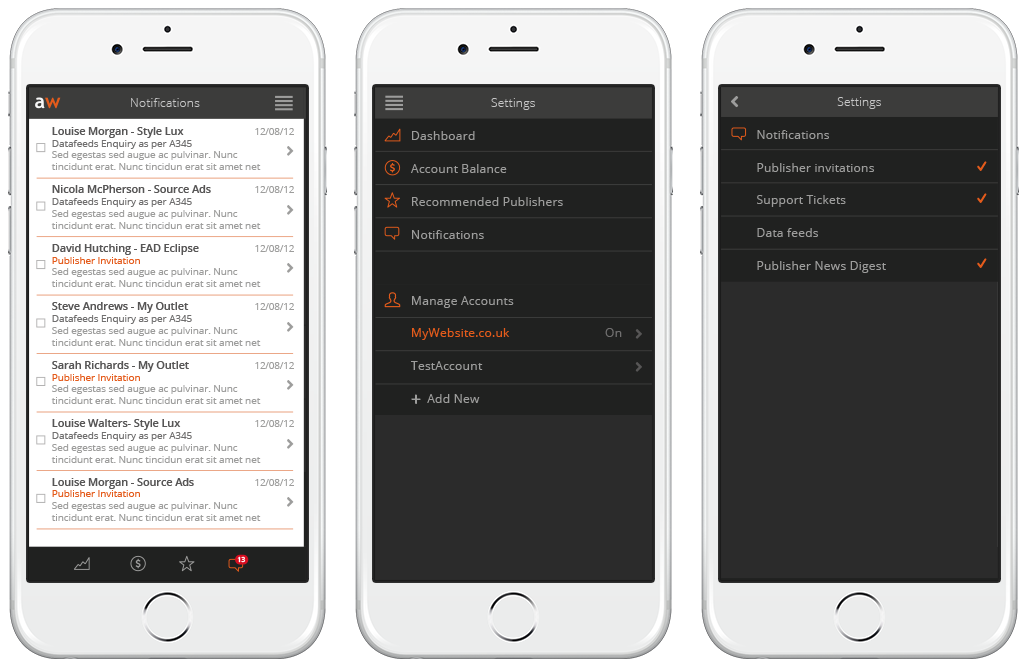 aw Notifications
Louise Morgan - Style Lux 12/08/12
Datafeeds Enquiry as per A345
Sed egestas sed augue ac pulvinar. Nunc
tincidunt erat. Nunc tincidun erat sit amet net
Nicola McPherson - Source Ads 12/08/12
Datafeeds Enquiry as per A345
Sed egestas sed augue ac pulvinar. Nunc
tincidunt erat. Nunc tincidun erat sit amet net
David Hutching - EAD Eclipse 12/08/12
Publisher Invitation
Sed egestas sed augue ac pulvinar. Nunc
tincidunt erat. Nunc tincidun erat sit amet net
Steve Andrews - My Outlet 12/08/12
Datafeeds Enquiry as per A345
Sed egestas sed augue ac pulvinar. Nunc
tincidunt erat. Nunc tincidun erat sit amet net
Sarah Richards - My Outlet 12/08/12
Publisher Invitation
Sed egestas sed augue ac pulvinar. Nunc
tincidunt erat. Nunc tincidun erat sit amet net
Louise Walters- Style Lux 12/08/12
Datafeeds Enquiry as per A345
Sed egestas sed augue ac pulvinar. Nunc
tincidunt erat. Nunc tincidun erat sit amet net
Louise Morgan - Source Ads 12/08/12
Publisher Invitation
Sed egestas sed augue ac pulvinar. Nunc
tincidunt erat. Nunc tincidun erat sit amet net
13
Settings
Dashboard
Account Balance
Recommended Publishers
Notifications
Manage Accounts
MyWebsite.co.uk On
TestAccount
+ Add New
Settings
Notifications
Publisher invitations
Support Tickets
Data feeds
Publisher News Digest